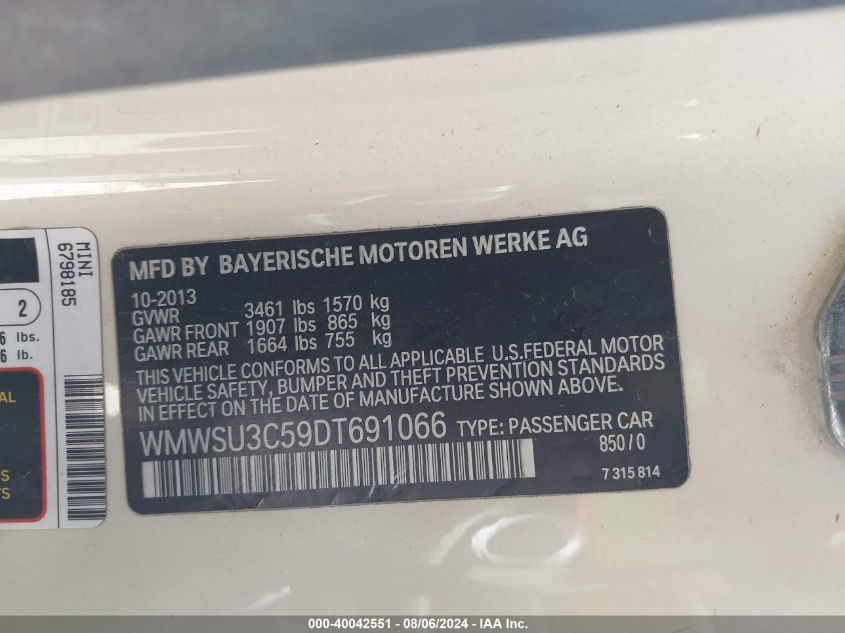 MFD BY BAYERISCHE MOTOREN WERKE AG
10-2013
GVWR 3461 lbs 1570 kg
GAWR FRONT 1907 lbs 865 kg
GAWR REAR 1664 lbs 755 kg
THIS VEHICLE CONFORMS TO ALL APPLICABLE U.S.FEDERAL MOTOR
VEHICLE SAFETY, BUMPER AND THEFT PREVENTION STANDARDS
IN EFFECT ON THE DATE OF MANUFACTURE SHOWN ABOVE.
WMWSU3C59DT691066 TYPE: PASSENGER CAR
850/0
7 315 814
MINI
6798185
2
6 lbs.
6 lb.
AL
S
TS
000-40042551 - 08/06/2024 - IAA Inc.